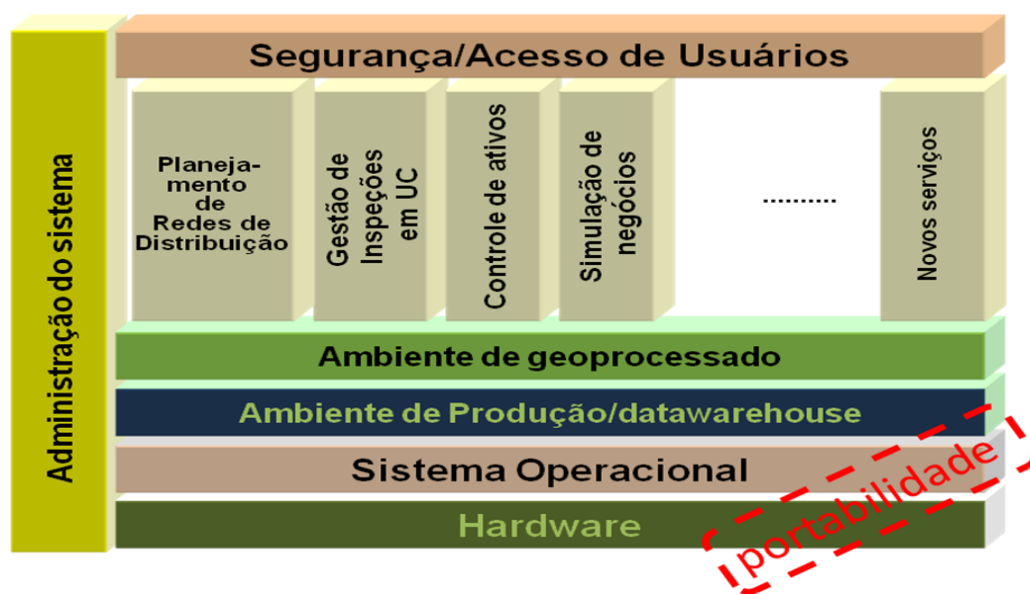 Segurança/Acesso de Usuários
Administração do sistema
Planeja-
mento
de
Redes de
Distribuição
Gestão de
Inspeções
em UC
Controle de ativos
Simulação de
negócios
..........
Novos serviços
Ambiente de geoprocessado
Ambiente de Produção/datawarehouse
Sistema Operacional
Hardware
portabilidade